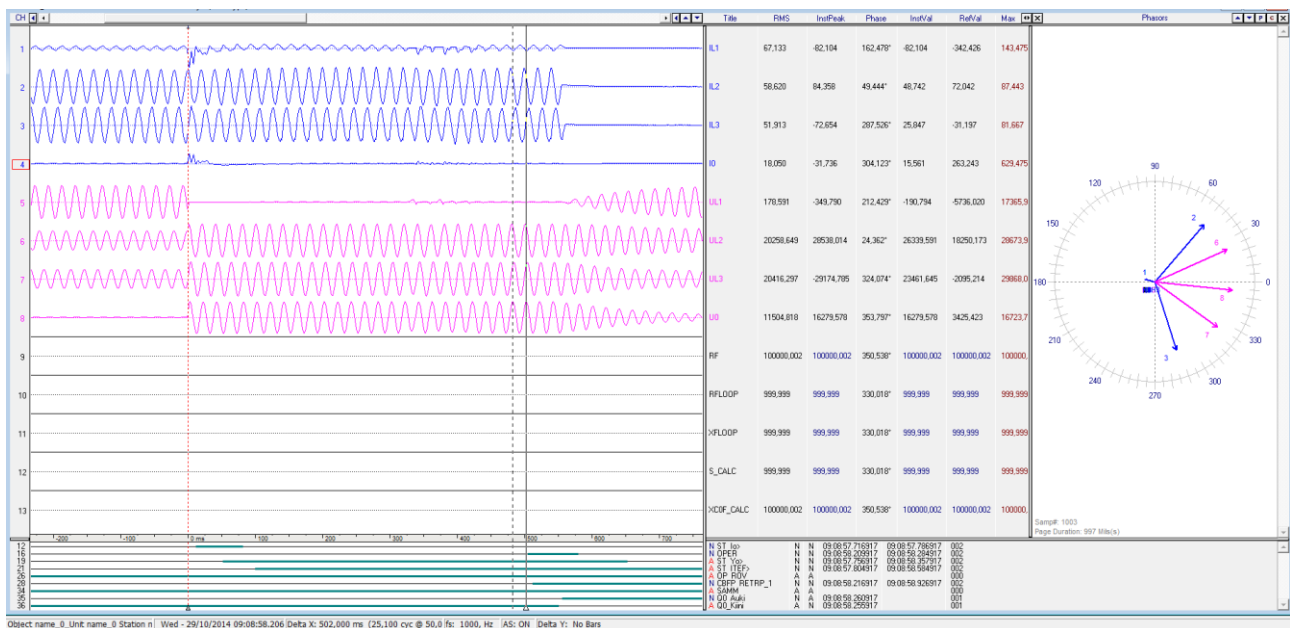 CH Title RMS InstPeak Phase InstVal RefVal Max Phasors
1 IL1 67,133 -82,104 162,478° -82,104 -342,426 143,475
2 IL2 58,620 84,358 49,444° 48,742 72,042 87,443
3 IL3 51,913 -72,654 287,526° 25,847 -31,197 81,667
4 I0 18,050 -31,736 304,123° 15,561 263,243 629,475
5 UL1 178,591 -349,790 212,429° -190,794 -5736,020 17365,9
6 UL2 20258,649 28538,014 24,362° 26339,591 18250,173 28673,9
7 UL3 20416,297 -29174,785 324,074° 23461,645 -2095,214 29868,0
8 U0 11504,818 16279,578 353,797° 16279,578 3425,423 16723,7
9 RF 100000,002 100000,002 350,538° 100000,002 100000,002 100000,
10 RFLOOP 999,999 999,999 330,018° 999,999 999,999 999,999
11 XFLOOP 999,999 999,999 330,018° 999,999 999,999 999,999
12 S_CALC 999,999 999,999 330,018° 999,999 999,999 999,999
13 XC0F_CALC 100000,002 100000,002 350,538° 100000,002 100000,002 100000,
90
120 60
150 30
2
6
1
180 0
8
7
210 330
3
240 300
270
Samp#: 1003
Page Duration: 997 Mils(s)
-200 -100 0 ms 100 200 300 400 500 600 700
12 N ST_Io> N N 09:08:57.716917 09:08:57.786917 002
16 N OPER N N 09:08:58.209917 09:08:58.284917 002
19 A ST_Yo> N N 09:08:57.756917 09:08:58.357917 002
21 A ST_ITEF> N N 09:08:57.804917 09:08:58.584917 002
26 A OP_ROV A A 000
28 N CBFP_RETRP_1 N N 09:08:58.216917 09:08:58.926917 002
34 A SAMM A A 000
35 N Q0_Auki N N 09:08:58.260917 001
36 A Q0_Kiini A N 09:08:58.255917 001
Object name_0_Unit name_0 Station n Wed - 29/10/2014 09:08:58.206 Delta X: 502,000 ms (25,100 cyc @ 50,0 fs: 1000, Hz AS: ON Delta Y: No Bars